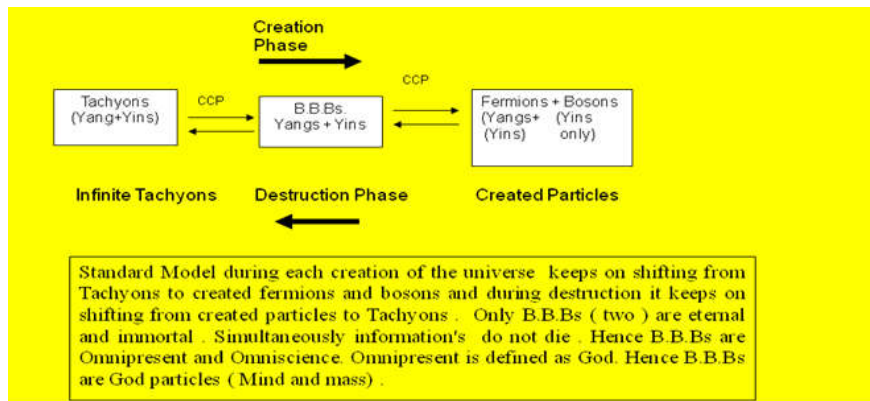 Creation
Phase
CCP
CCP
Tachyons
(Yang+Yins)
B.B.Bs.
Yangs + Yins
Fermions + Bosons
(Yangs+ (Yins
(Yins) only)
Infinite Tachyons
Destruction Phase
Created Particles
Standard Model during each creation of the universe keeps on shifting from
Tachyons to created fermions and bosons and during destruction it keeps on
shifting from created particles to Tachyons . Only B.B.Bs ( two ) are eternal
and immortal . Simultaneously information's do not die . Hence B.B.Bs are
Omnipresent and Omniscience. Omnipresent is defined as God. Hence B.B.Bs
are God particles ( Mind and mass) .